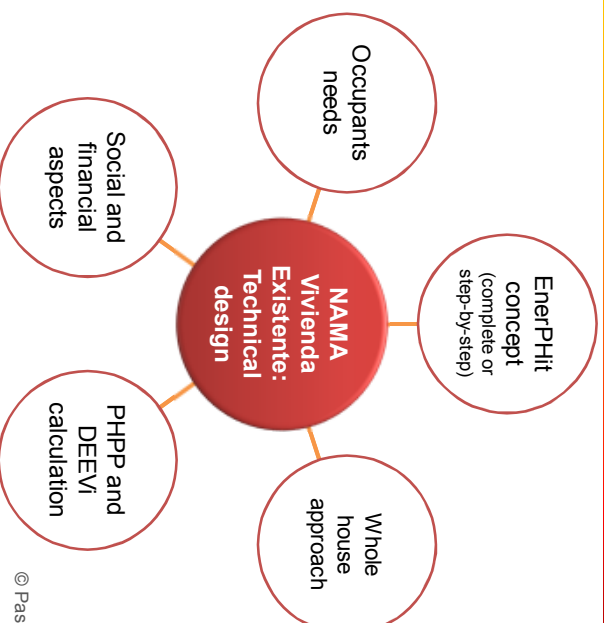 EnerPHit
concept
(complete or
step-by-step)
Occupants
needs
NAMA
Vivienda
Existente:
Technical
design
Whole
house
approach
Social and
financial
aspects
PHPP and
DEEVi
calculation
© Pas